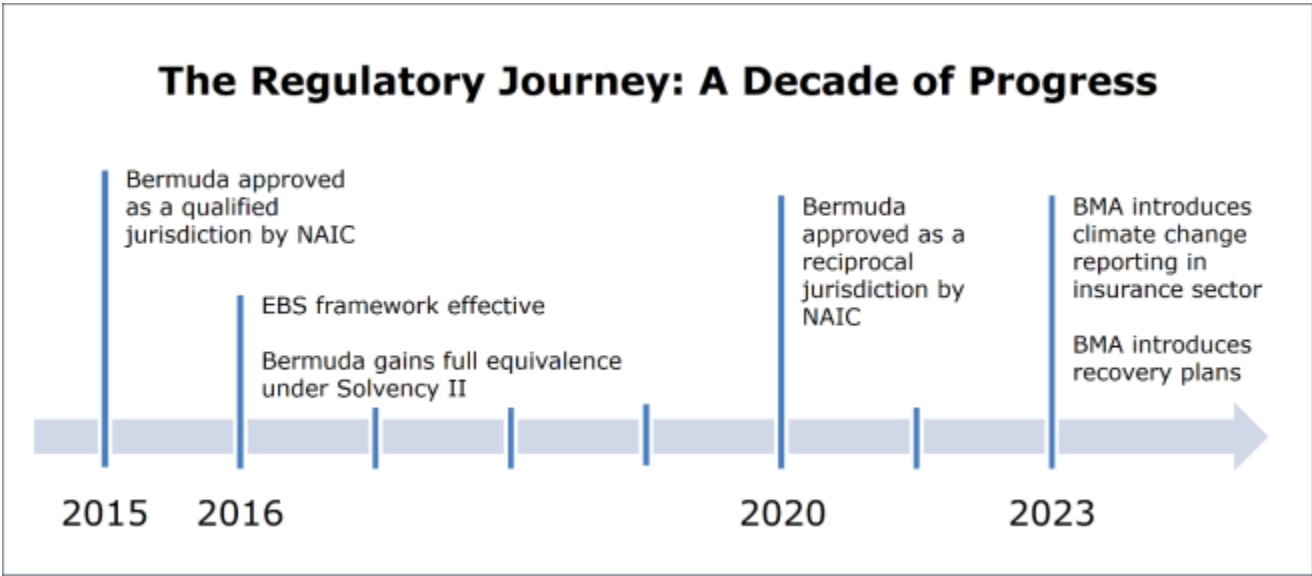 The Regulatory Journey: A Decade of Progress
Bermuda approved
as a qualified
jurisdiction by NAIC
EBS framework effective
Bermuda gains full equivalence
under Solvency II
Bermuda
approved as a
reciprocal
jurisdiction by
NAIC
BMA introduces
climate change
reporting in
insurance sector
BMA introduces
recovery plans
2015
2016
2020
2023